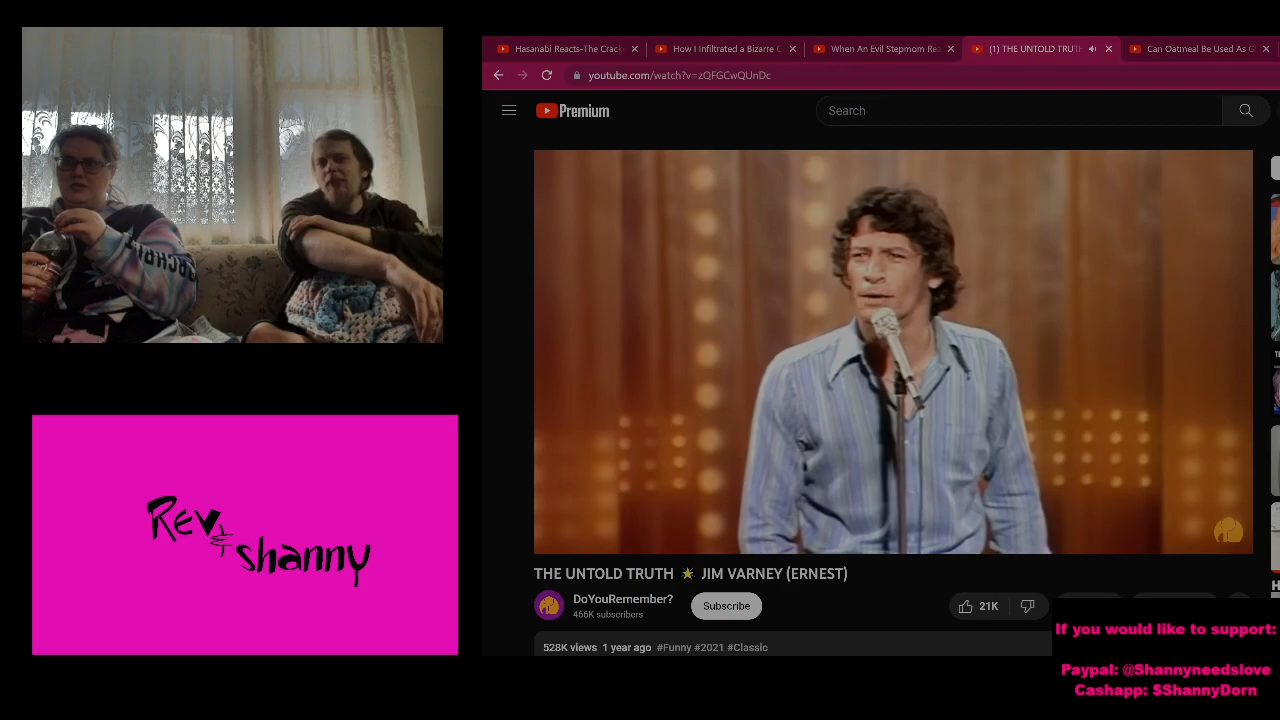 Hasanabi Reacts-The Crack
How I Infiltrated a Bizarre C
When An Evil Stepmom Rea
(1) THE UNTOLD TRUTH
Can Oatmeal Be Used As G
youtube.com/watch?v=zQFGCwQUnDc
Premium
Search
THE UNTOLD TRUTH ⭐ JIM VARNEY (ERNEST)
DoYouRemember?
466K subscribers
Subscribe
21K
528K views 1 year ago #Funny #2021 #Classic
Rev
&
shanny
If you would like to support:
Paypal: @Shannyneedslove
Cashapp: $ShannyDorn